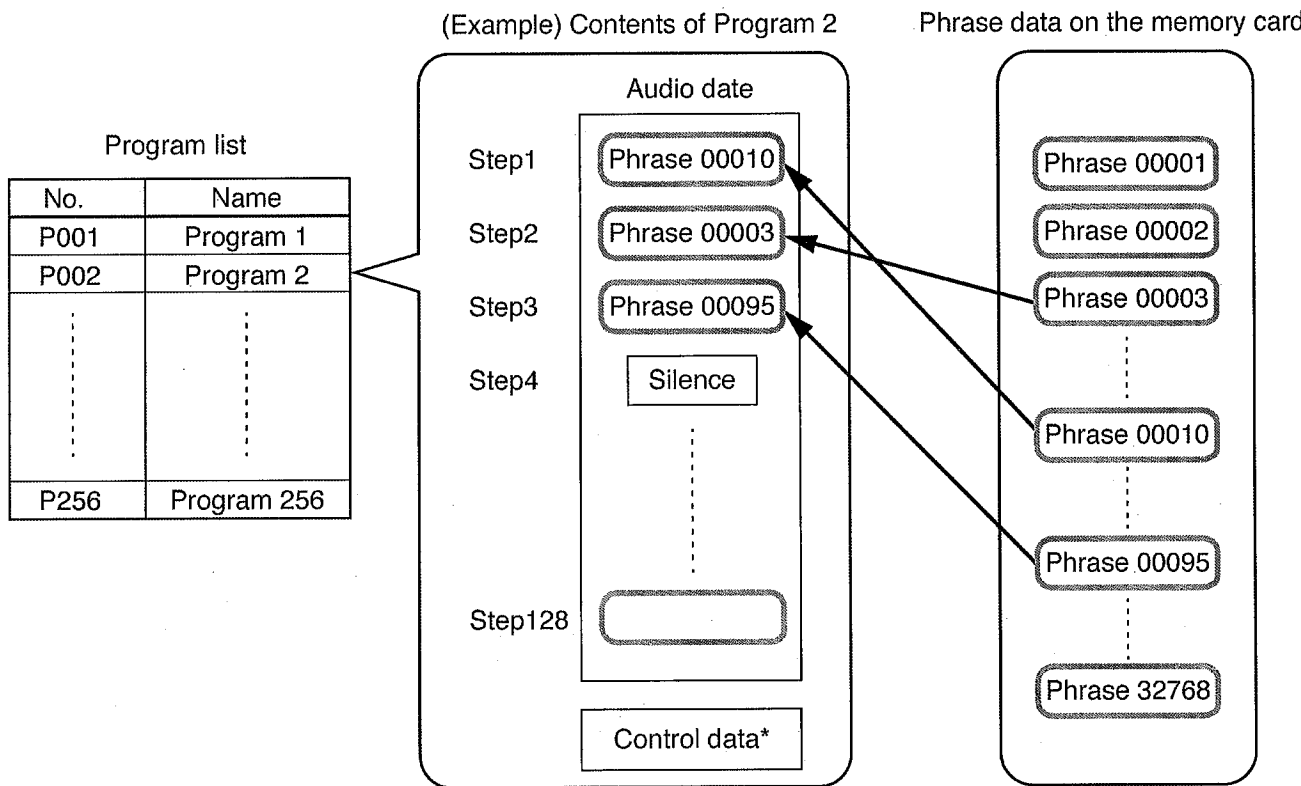 (Example) Contents of Program 2
Phrase data on the memory card
Program list
No. Name
P001 Program 1
P002 Program 2
P256 Program 256
Audio date
Step1 Phrase 00010
Step2 Phrase 00003
Step3 Phrase 00095
Step4 Silence
Step128
Control data*
Phrase 00001
Phrase 00002
Phrase 00003
Phrase 00010
Phrase 00095
Phrase 32768